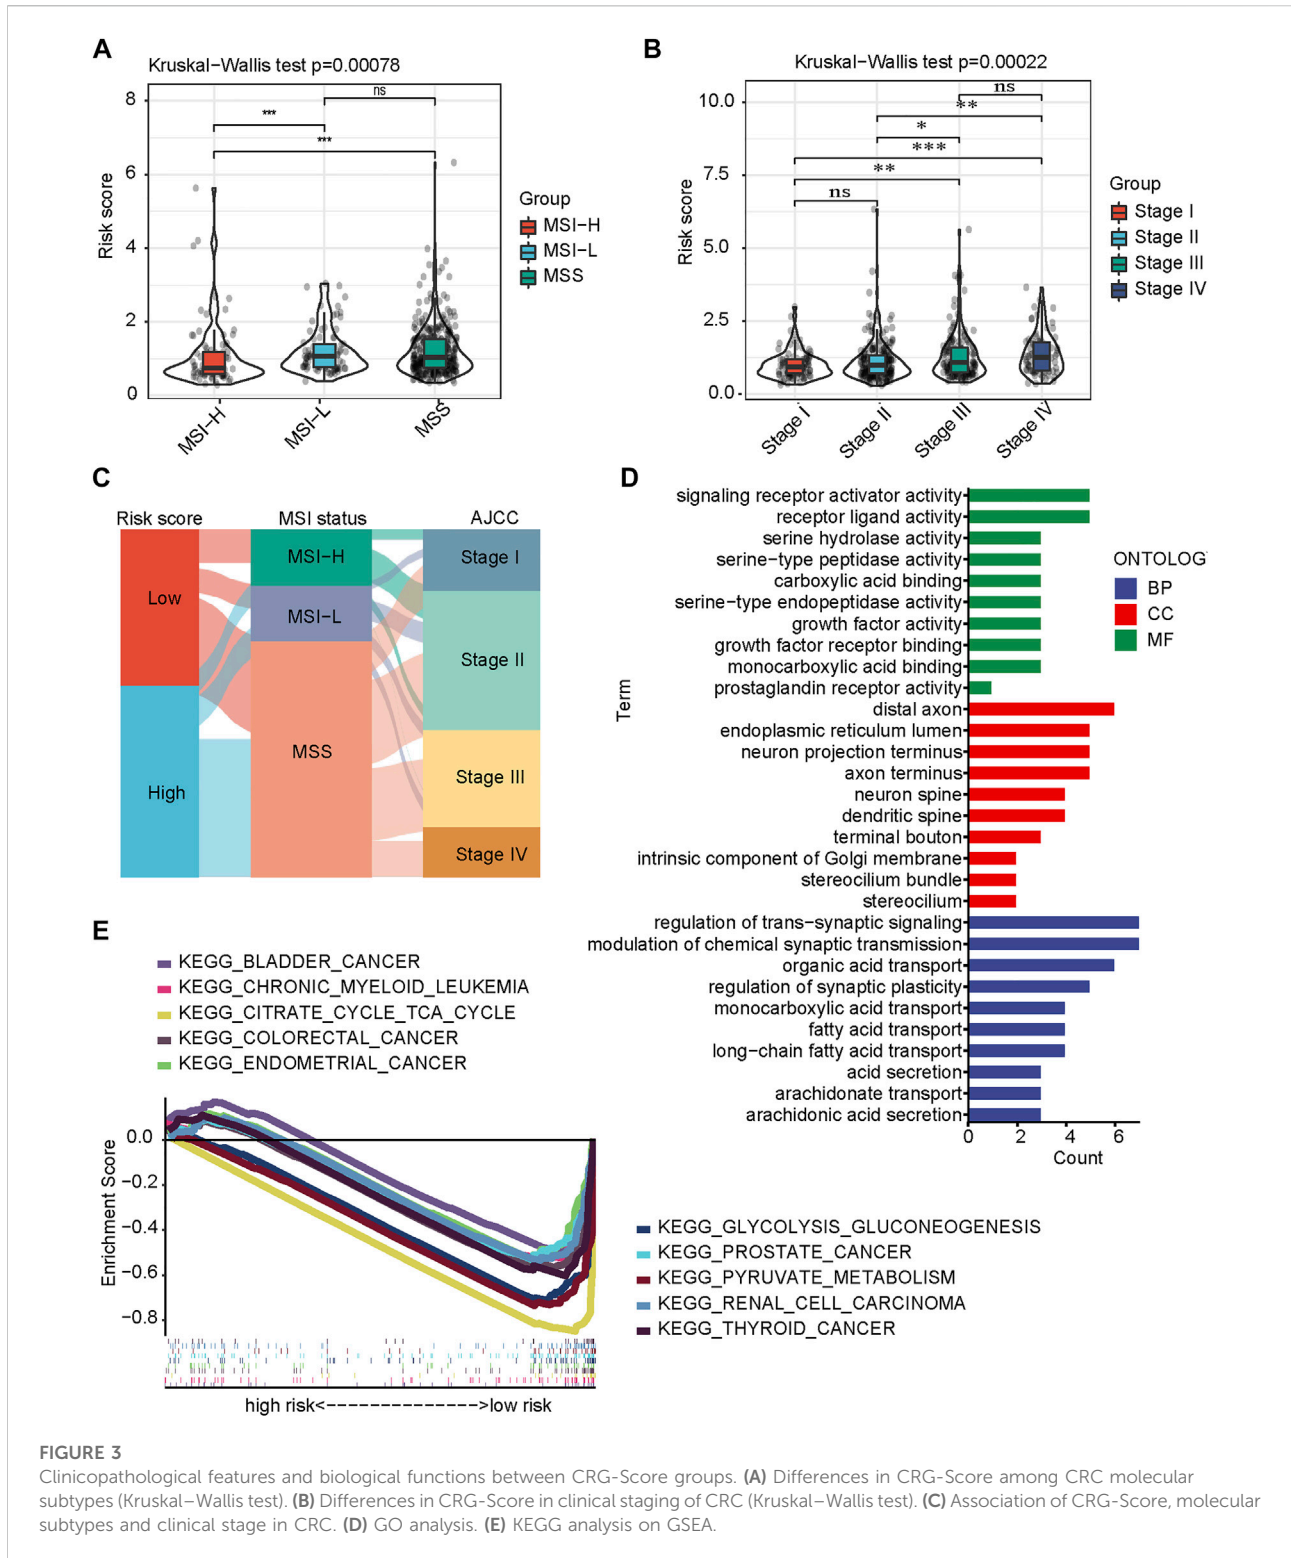 A
Kruskal−Wallis test p=0.00078
Risk score
8
6
4
2
0
ns
***
***
MSI−H
MSI−L
MSS
Group
MSI−H
MSI−L
MSS
B
Kruskal−Wallis test p=0.00022
Risk score
10.0
7.5
5.0
2.5
0.0
ns
**
*
***
**
ns
Stage I
Stage II
Stage III
Stage IV
Group
Stage I
Stage II
Stage III
Stage IV
C
Risk score MSI status AJCC
Low
High
MSI−H
MSI−L
MSS
Stage I
Stage II
Stage III
Stage IV
D
Term
signaling receptor activator activity
receptor ligand activity
serine hydrolase activity
serine−type peptidase activity
carboxylic acid binding
serine−type endopeptidase activity
growth factor activity
growth factor receptor binding
monocarboxylic acid binding
prostaglandin receptor activity
distal axon
endoplasmic reticulum lumen
neuron projection terminus
axon terminus
neuron spine
dendritic spine
terminal bouton
intrinsic component of Golgi membrane
stereocilium bundle
stereocilium
regulation of trans−synaptic signaling
modulation of chemical synaptic transmission
organic acid transport
regulation of synaptic plasticity
monocarboxylic acid transport
fatty acid transport
long−chain fatty acid transport
acid secretion
arachidonate transport
arachidonic acid secretion
0 2 4 6
Count
ONTOLOG
BP
CC
MF
E
KEGG_BLADDER_CANCER
KEGG_CHRONIC_MYELOID_LEUKEMIA
KEGG_CITRATE_CYCLE_TCA_CYCLE
KEGG_COLORECTAL_CANCER
KEGG_ENDOMETRIAL_CANCER
Enrichment Score
0.0
−0.2
−0.4
−0.6
−0.8
high risk<--------------->low risk
KEGG_GLYCOLYSIS_GLUCONEOGENESIS
KEGG_PROSTATE_CANCER
KEGG_PYRUVATE_METABOLISM
KEGG_RENAL_CELL_CARCINOMA
KEGG_THYROID_CANCER
FIGURE 3
Clinicopathological features and biological functions between CRG-Score groups. (A) Differences in CRG-Score among CRC molecular
subtypes (Kruskal–Wallis test). (B) Differences in CRG-Score in clinical staging of CRC (Kruskal–Wallis test). (C) Association of CRG-Score, molecular
subtypes and clinical stage in CRC. (D) GO analysis. (E) KEGG analysis on GSEA.